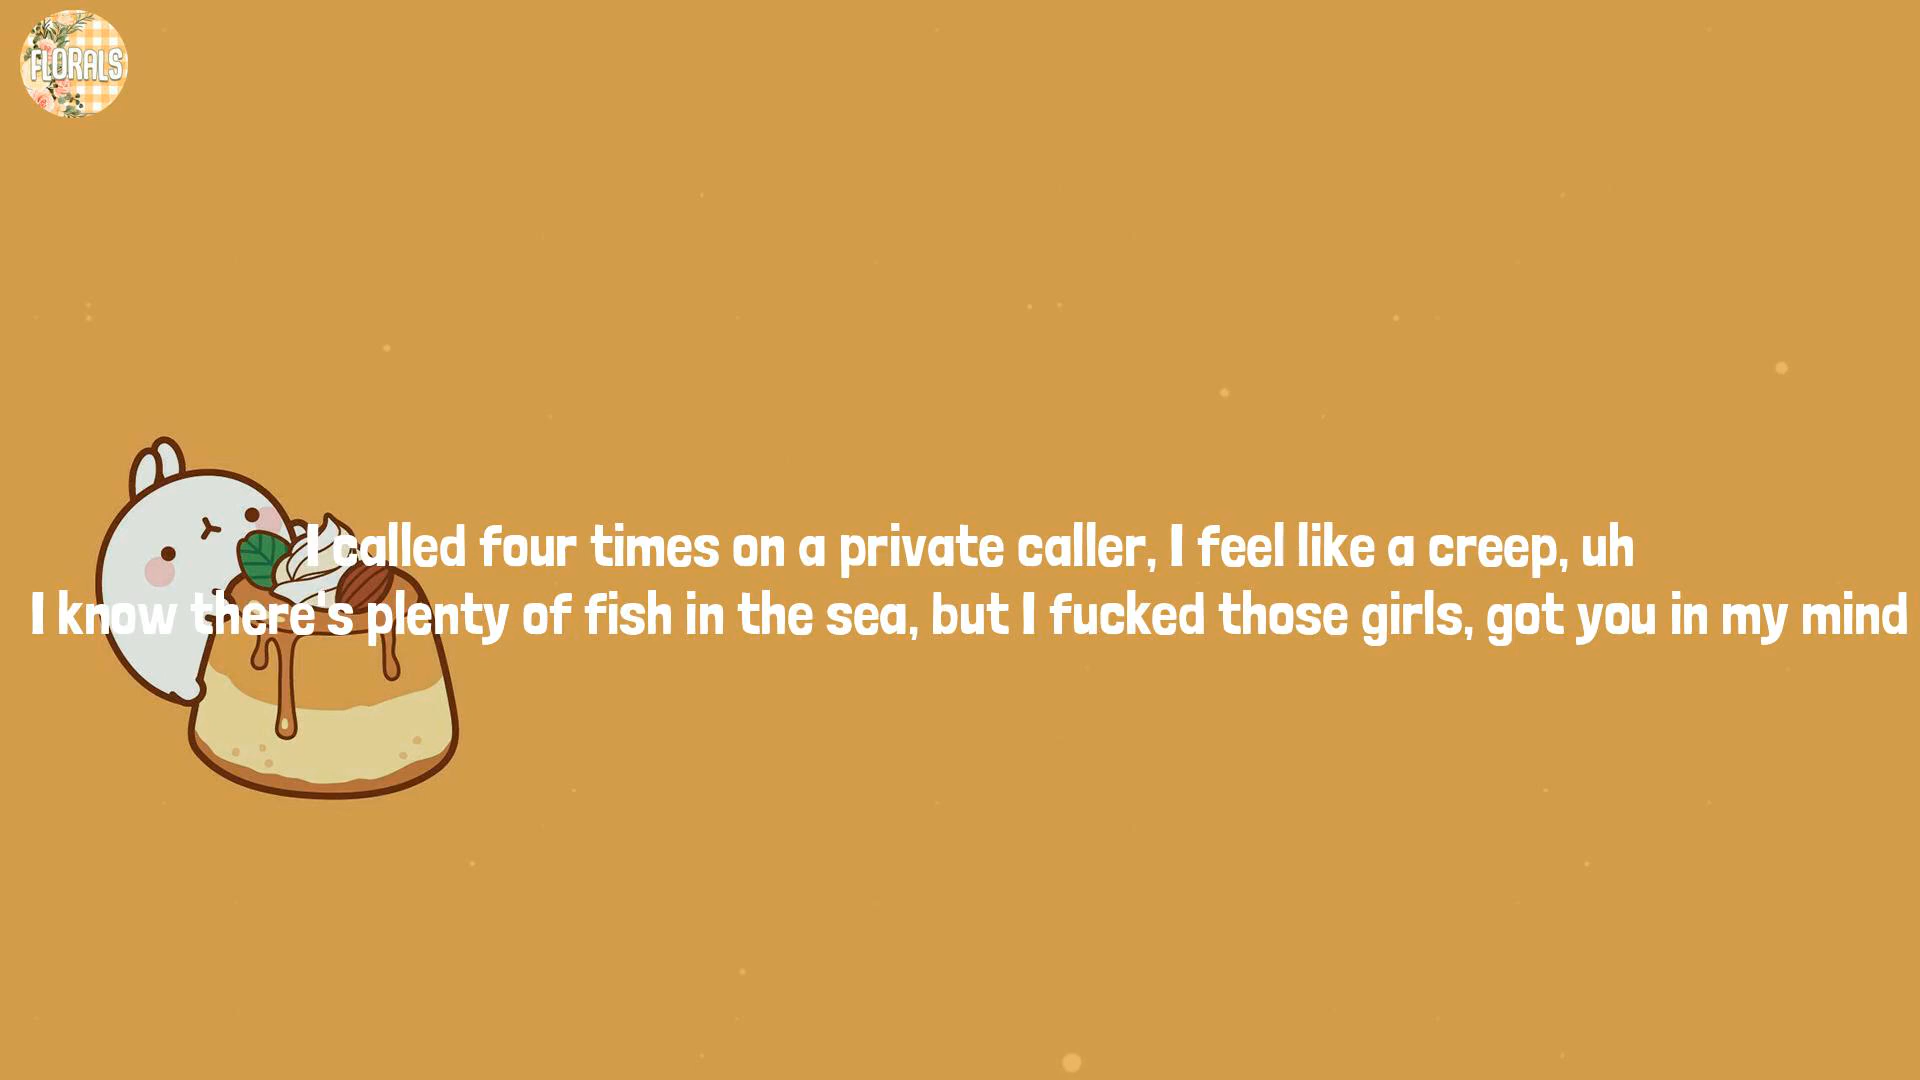 FLORALS
I called four times on a private caller, I feel like a creep, uh
I know there's plenty of fish in the sea, but I fucked those girls, got you in my mind